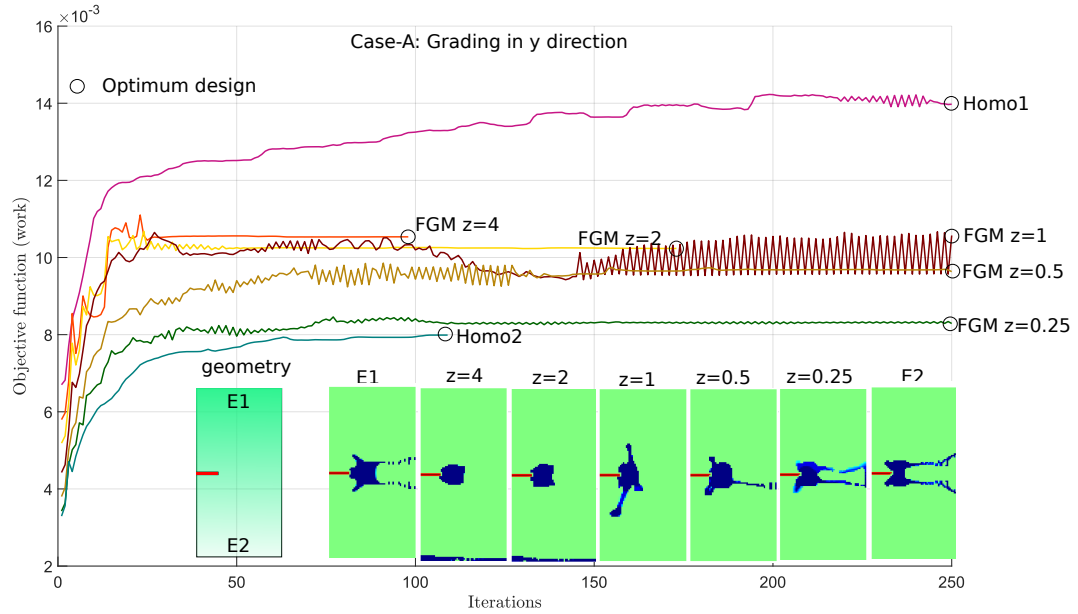 ×10⁻³
Case-A: Grading in y direction
Optimum design
16
14
12
10
8
6
4
2
Objective function (work)
Homo1
FGM z=4
FGM z=2
FGM z=1
FGM z=0.5
FGM z=0.25
Homo2
geometry
E1
E2
E1
z=4
z=2
z=1
z=0.5
z=0.25
E2
0
50
100
150
200
250
Iterations